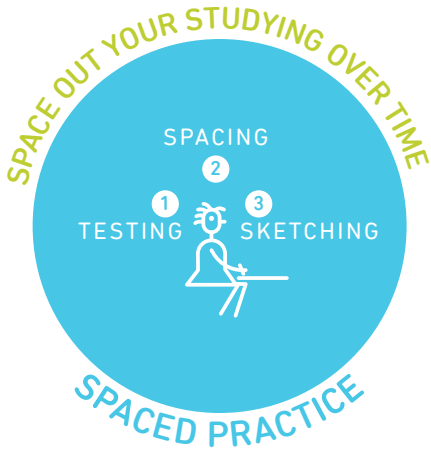 SPACE OUT YOUR STUDYING OVER TIME
SPACING
2
1
3
TESTING
SKETCHING
SPACED PRACTICE